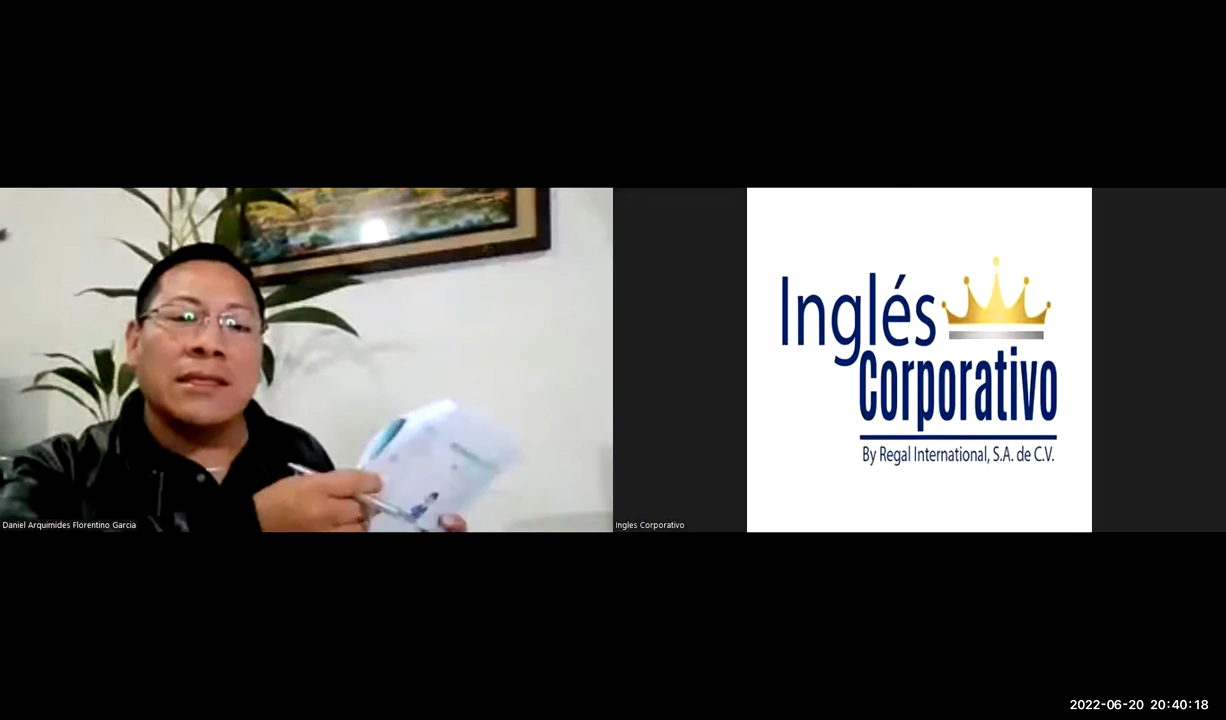 Daniel Arquimides Florentino Garcia
Inglés
Corporativo
By Regal International, S.A. de C.V.
Ingles Corporativo
2022-06-20 20:40:18